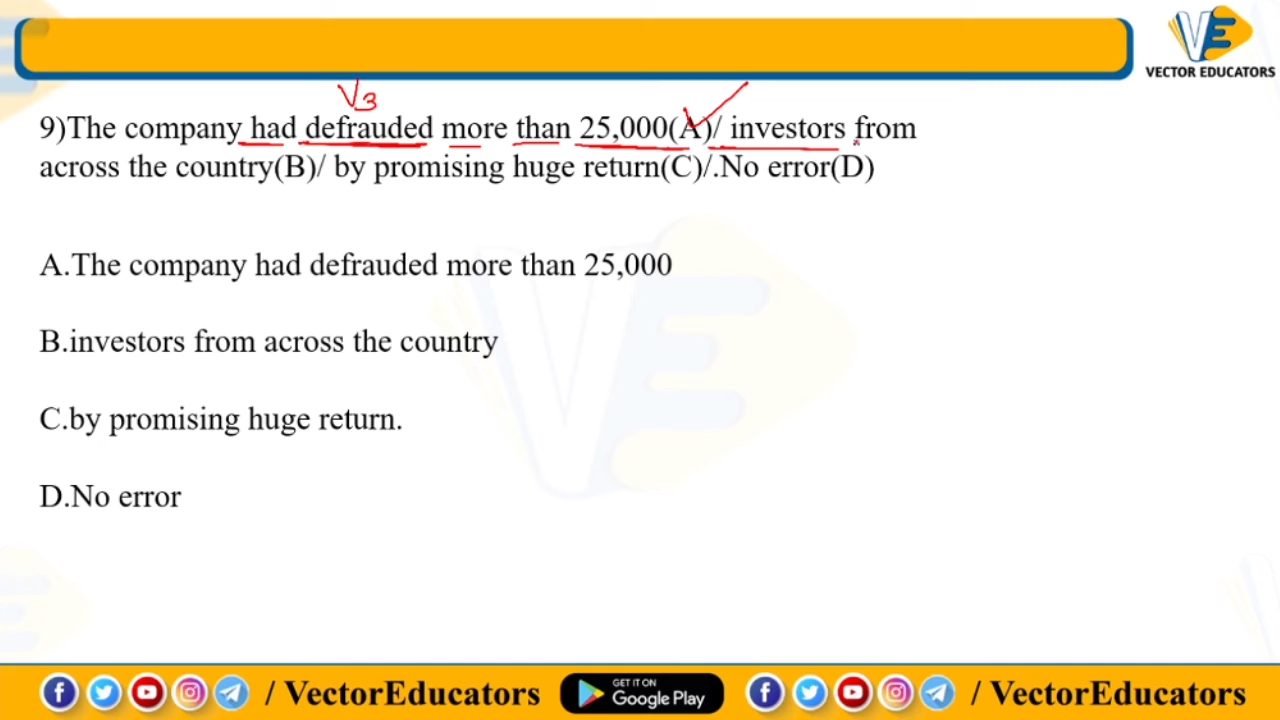 VE
VECTOR EDUCATORS
V3
9)The company had defrauded more than 25,000(A)/ investors from
across the country(B)/ by promising huge return(C)/.No error(D)
A.The company had defrauded more than 25,000
B.investors from across the country
C.by promising huge return.
D.No error
/ VectorEducators
GET IT ON
Google Play
/ VectorEducators